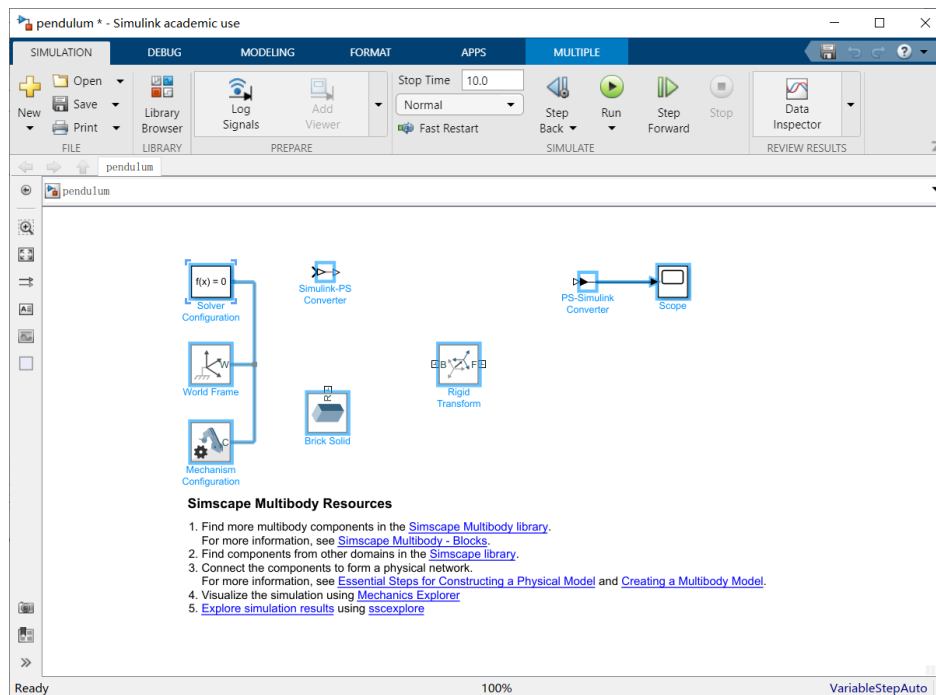 pendulum * - Simulink academic use
SIMULATION DEBUG MODELING FORMAT APPS MULTIPLE
New
Open
Save
Print
FILE
Library
Browser
LIBRARY
Log
Signals
Add
Viewer
PREPARE
Stop Time 10.0
Normal
Fast Restart
Step
Back
Run
Step
Forward
Stop
SIMULATE
Data
Inspector
REVIEW RESULTS
pendulum
pendulum
f(x) = 0
Solver
Configuration
Simulink-PS
Converter
PS-Simulink
Converter
Scope
W
World Frame
R
Brick Solid
B F
Rigid
Transform
C
Mechanism
Configuration
Simscape Multibody Resources
1. Find more multibody components in the Simscape Multibody library.
For more information, see Simscape Multibody - Blocks.
2. Find components from other domains in the Simscape library.
3. Connect the components to form a physical network.
For more information, see Essential Steps for Constructing a Physical Model and Creating a Multibody Model.
4. Visualize the simulation using Mechanics Explorer
5. Explore simulation results using sscexplore
Ready 100% VariableStepAuto